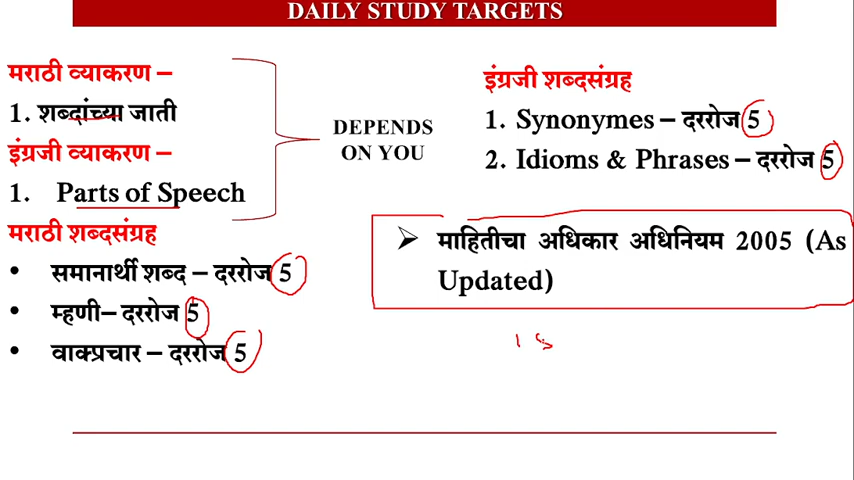 DAILY STUDY TARGETS
मराठी व्याकरण –
1. शब्दांच्या जाती
इंग्रजी व्याकरण –
1. Parts of Speech
मराठी शब्दसंग्रह
• समानार्थी शब्द – दररोज 5
• म्हणी– दररोज 5
• वाक्प्रचार – दररोज 5
DEPENDS
ON YOU
इंग्रजी शब्दसंग्रह
1. Synonymes – दररोज 5
2. Idioms & Phrases – दररोज 5
➢ माहितीचा अधिकार अधिनियम 2005 (As
Updated)